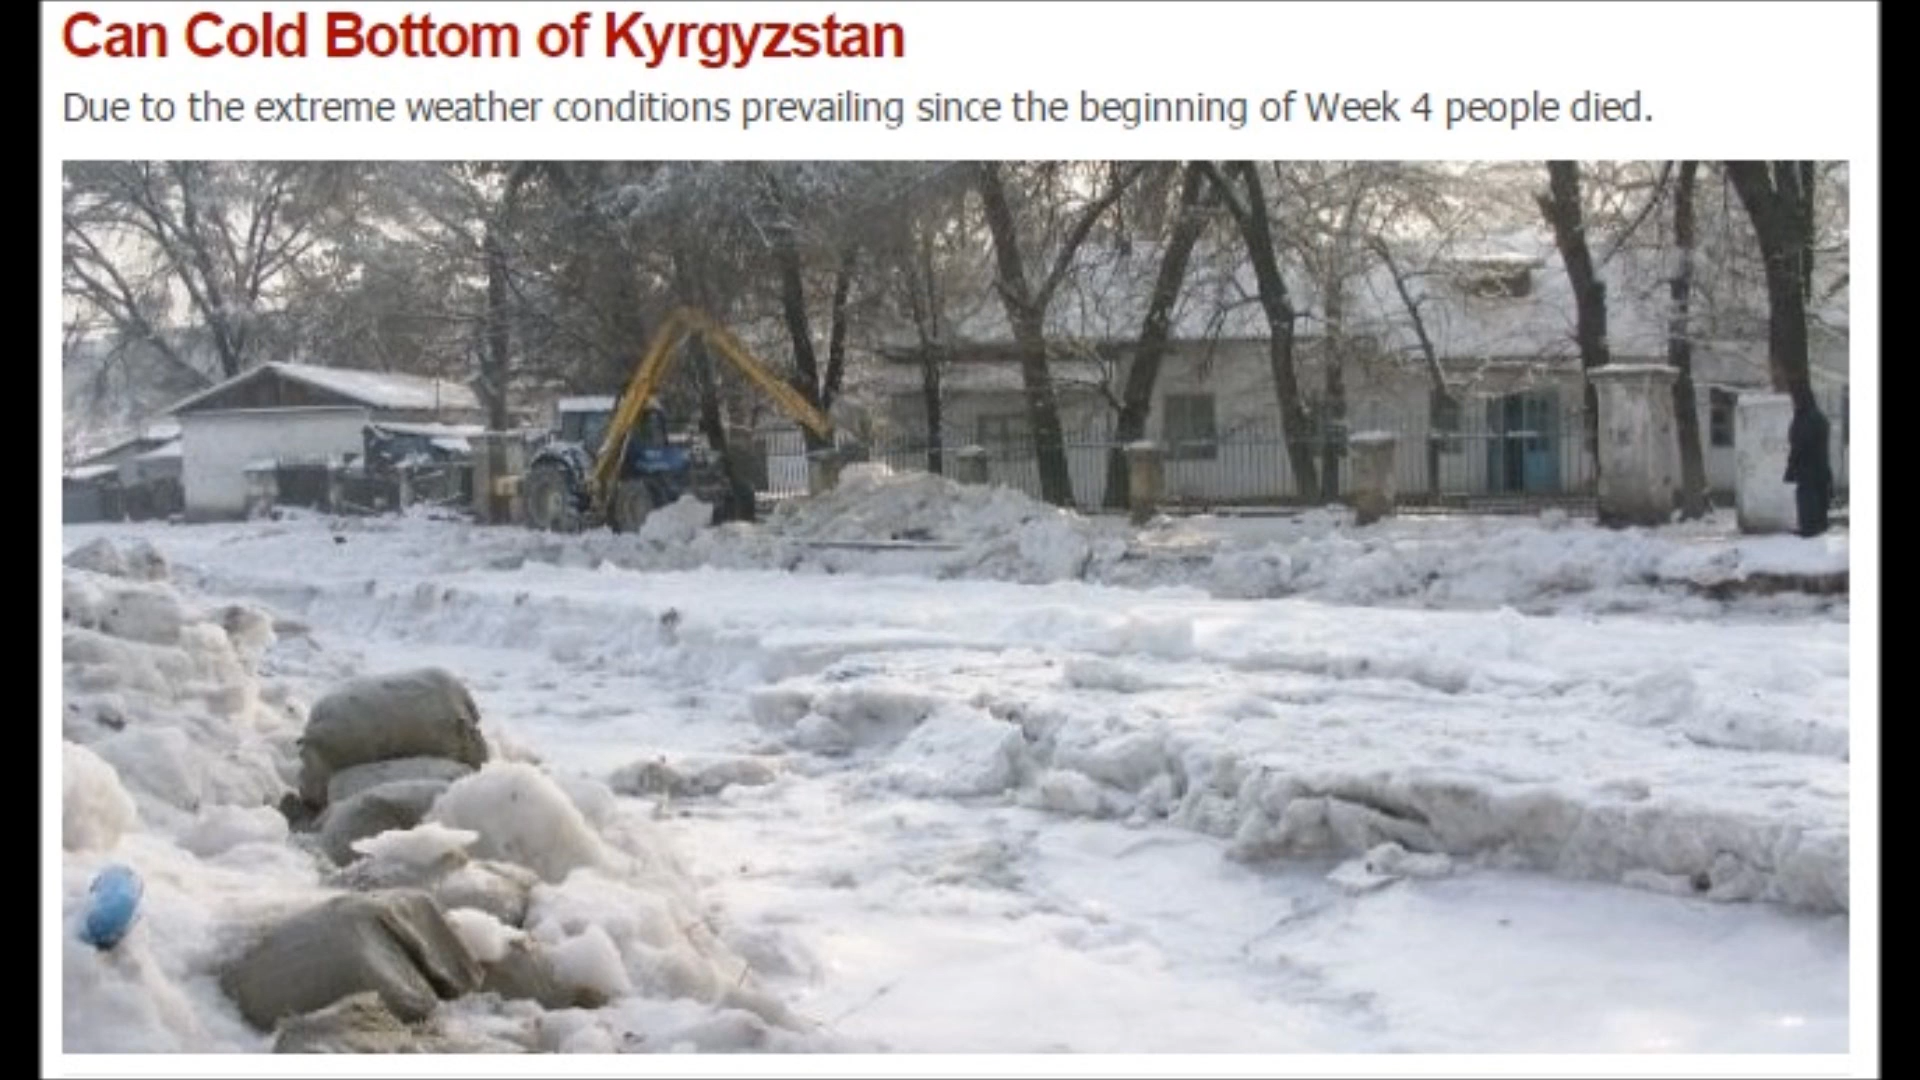 Can Cold Bottom of Kyrgyzstan
Due to the extreme weather conditions prevailing since the beginning of Week 4 people died.